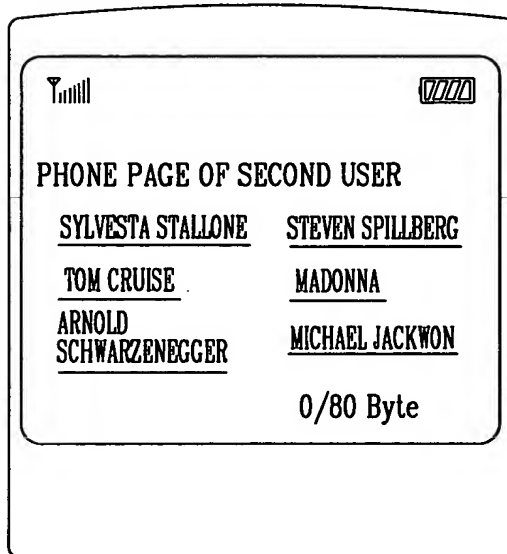 PHONE PAGE OF SECOND USER
SYLVESTA STALLONE STEVEN SPILLBERG
TOM CRUISE MADONNA
ARNOLD
SCHWARZENEGGER MICHAEL JACKWON
0/80 Byte